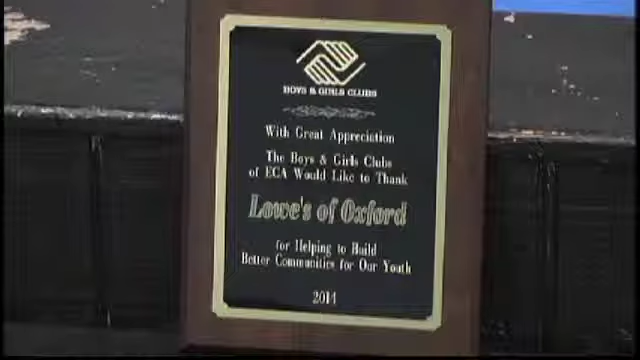 BOYS & GIRLS CLUBS
With Great Appreciation
The Boys & Girls Clubs
of ECA Would Like to Thank
Lowe's of Oxford
for Helping to Build
Better Communities for Our Youth
2014